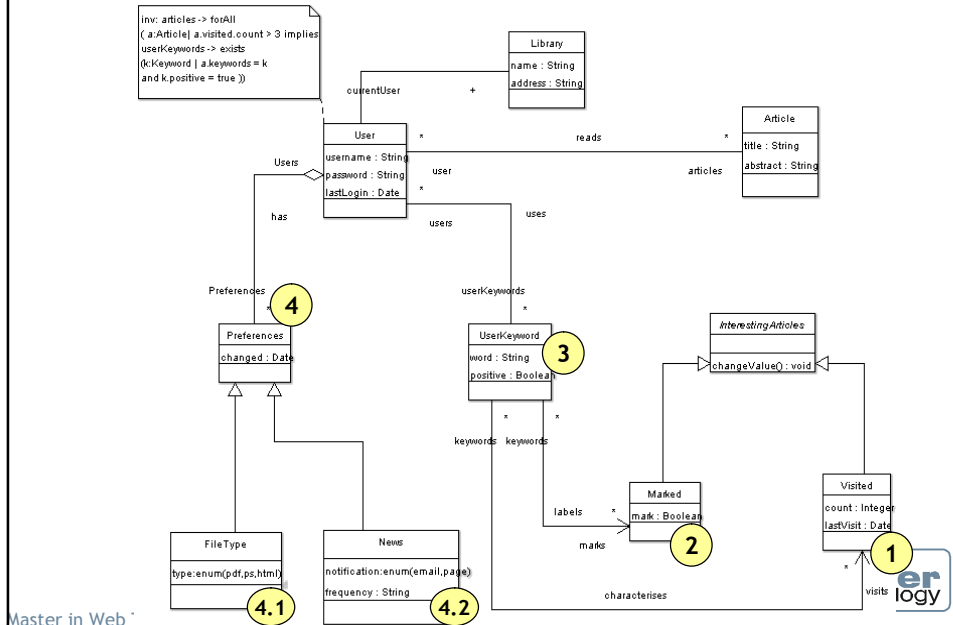 inv: articles -> forAll
( a:Article| a.visited.count > 3 implies
userKeywords -> exists
(k:Keyword | a.keywords = k
and k.positive = true ))
Library
name : String
address : String
currentUser
+
User
username : String
password : String
lastLogin : Date
*
reads
*
user
articles
Article
title : String
abstract : String
Users
has
*
users
uses
Preferences
*
4
userKeywords
*
Preferences
changed : Date
UserKeyword
word : String
positive : Boolean
3
InterestingArticles
changeValue() : void
*
*
keywords
keywords
labels
*
marks
Marked
mark : Boolean
2
Visited
count : Integer
lastVisit : Date
1
FileType
type:enum(pdf,ps,html)
4.1
News
notification:enum(email,page)
frequency : String
4.2
characterises
*
visits
er
logy
Master in Web